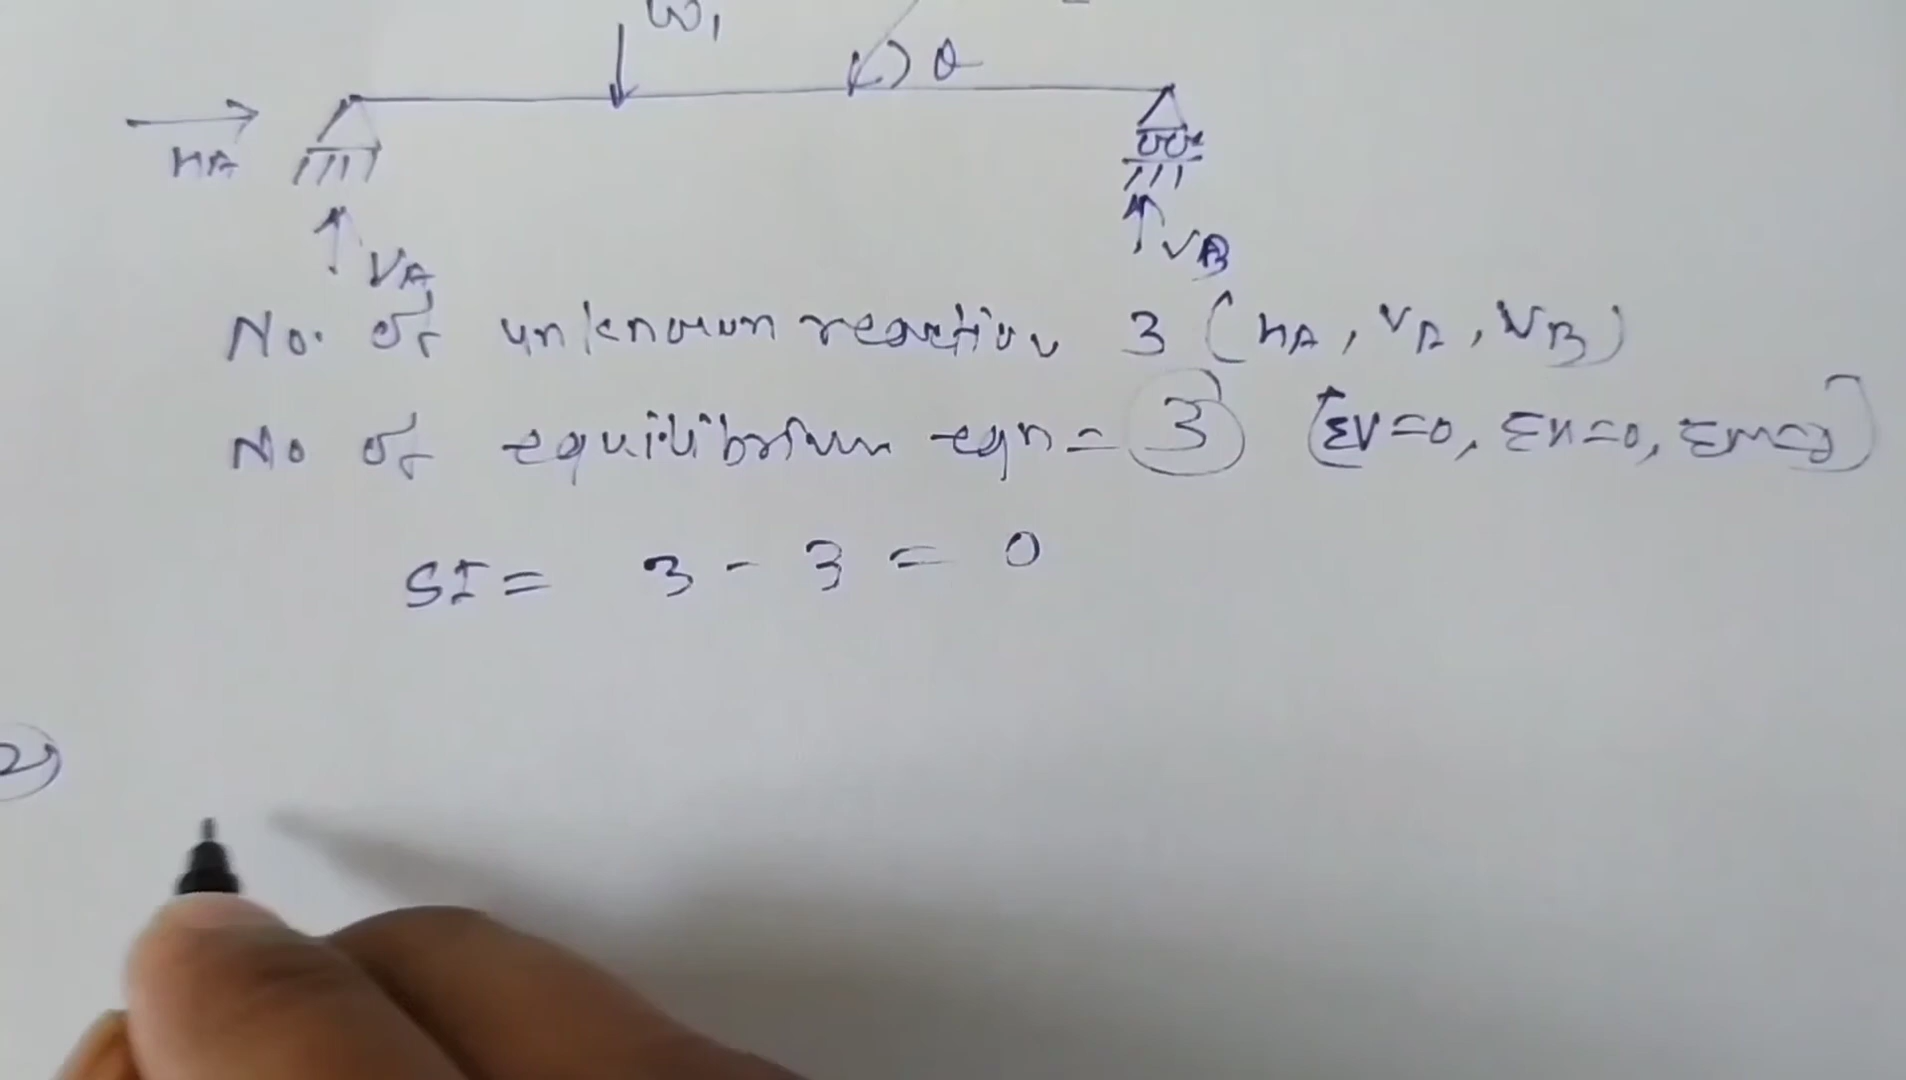 W1
θ
HA
VA
VB
No. of unknown reaction 3 (HA, VA, VB)
No of equilibrium eqn = 3 [ΣV=0, ΣH=0, ΣM=0]
SI = 3 - 3 = 0
2)